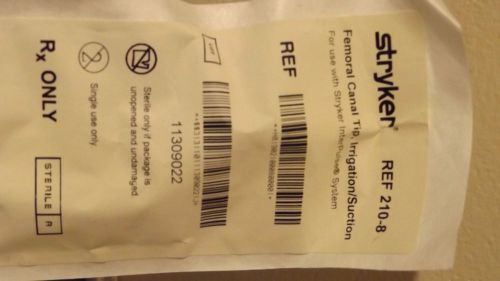 stryker® REF 210-8
Femoral Canal Tip, Irrigation/Suction
For use with Stryker InterPulse® System
REF
11309022
Sterile only if package is
unopened and undamaged
Single use only
Rx ONLY
STERILE R